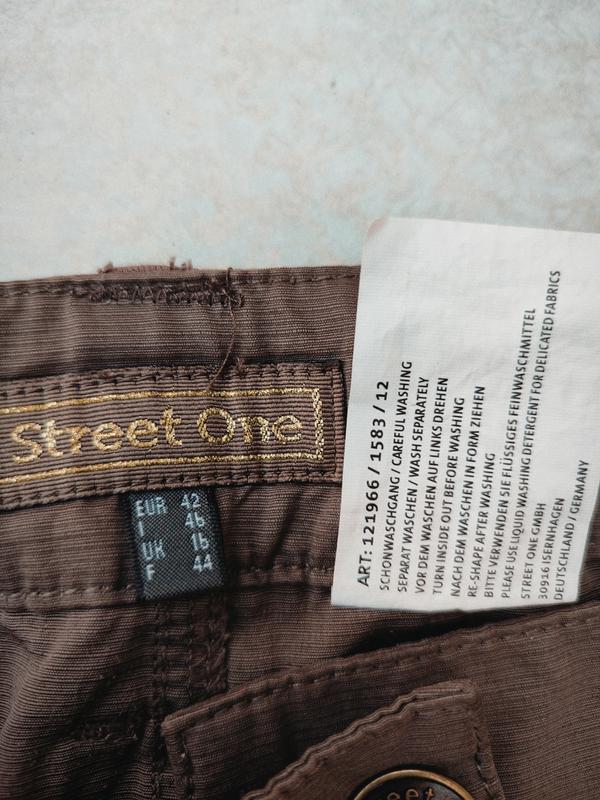 Street One
EUR 42
I 46
UK 16
F 44
ART: 121966 / 1583 / 12
SCHONWASCHGANG / CAREFUL WASHING
SEPARAT WASCHEN / WASH SEPARATELY
VOR DEM WASCHEN AUF LINKS DREHEN
TURN INSIDE OUT BEFORE WASHING
NACH DEM WASCHEN IN FORM ZIEHEN
RE-SHAPE AFTER WASHING
BITTE VERWENDEN SIE FLÜSSIGES FEINWASCHMITTEL
PLEASE USE LIQUID WASHING DETERGENT FOR DELICATED FABRICS
STREET ONE GMBH
30916 ISERNHAGEN
DEUTSCHLAND / GERMANY